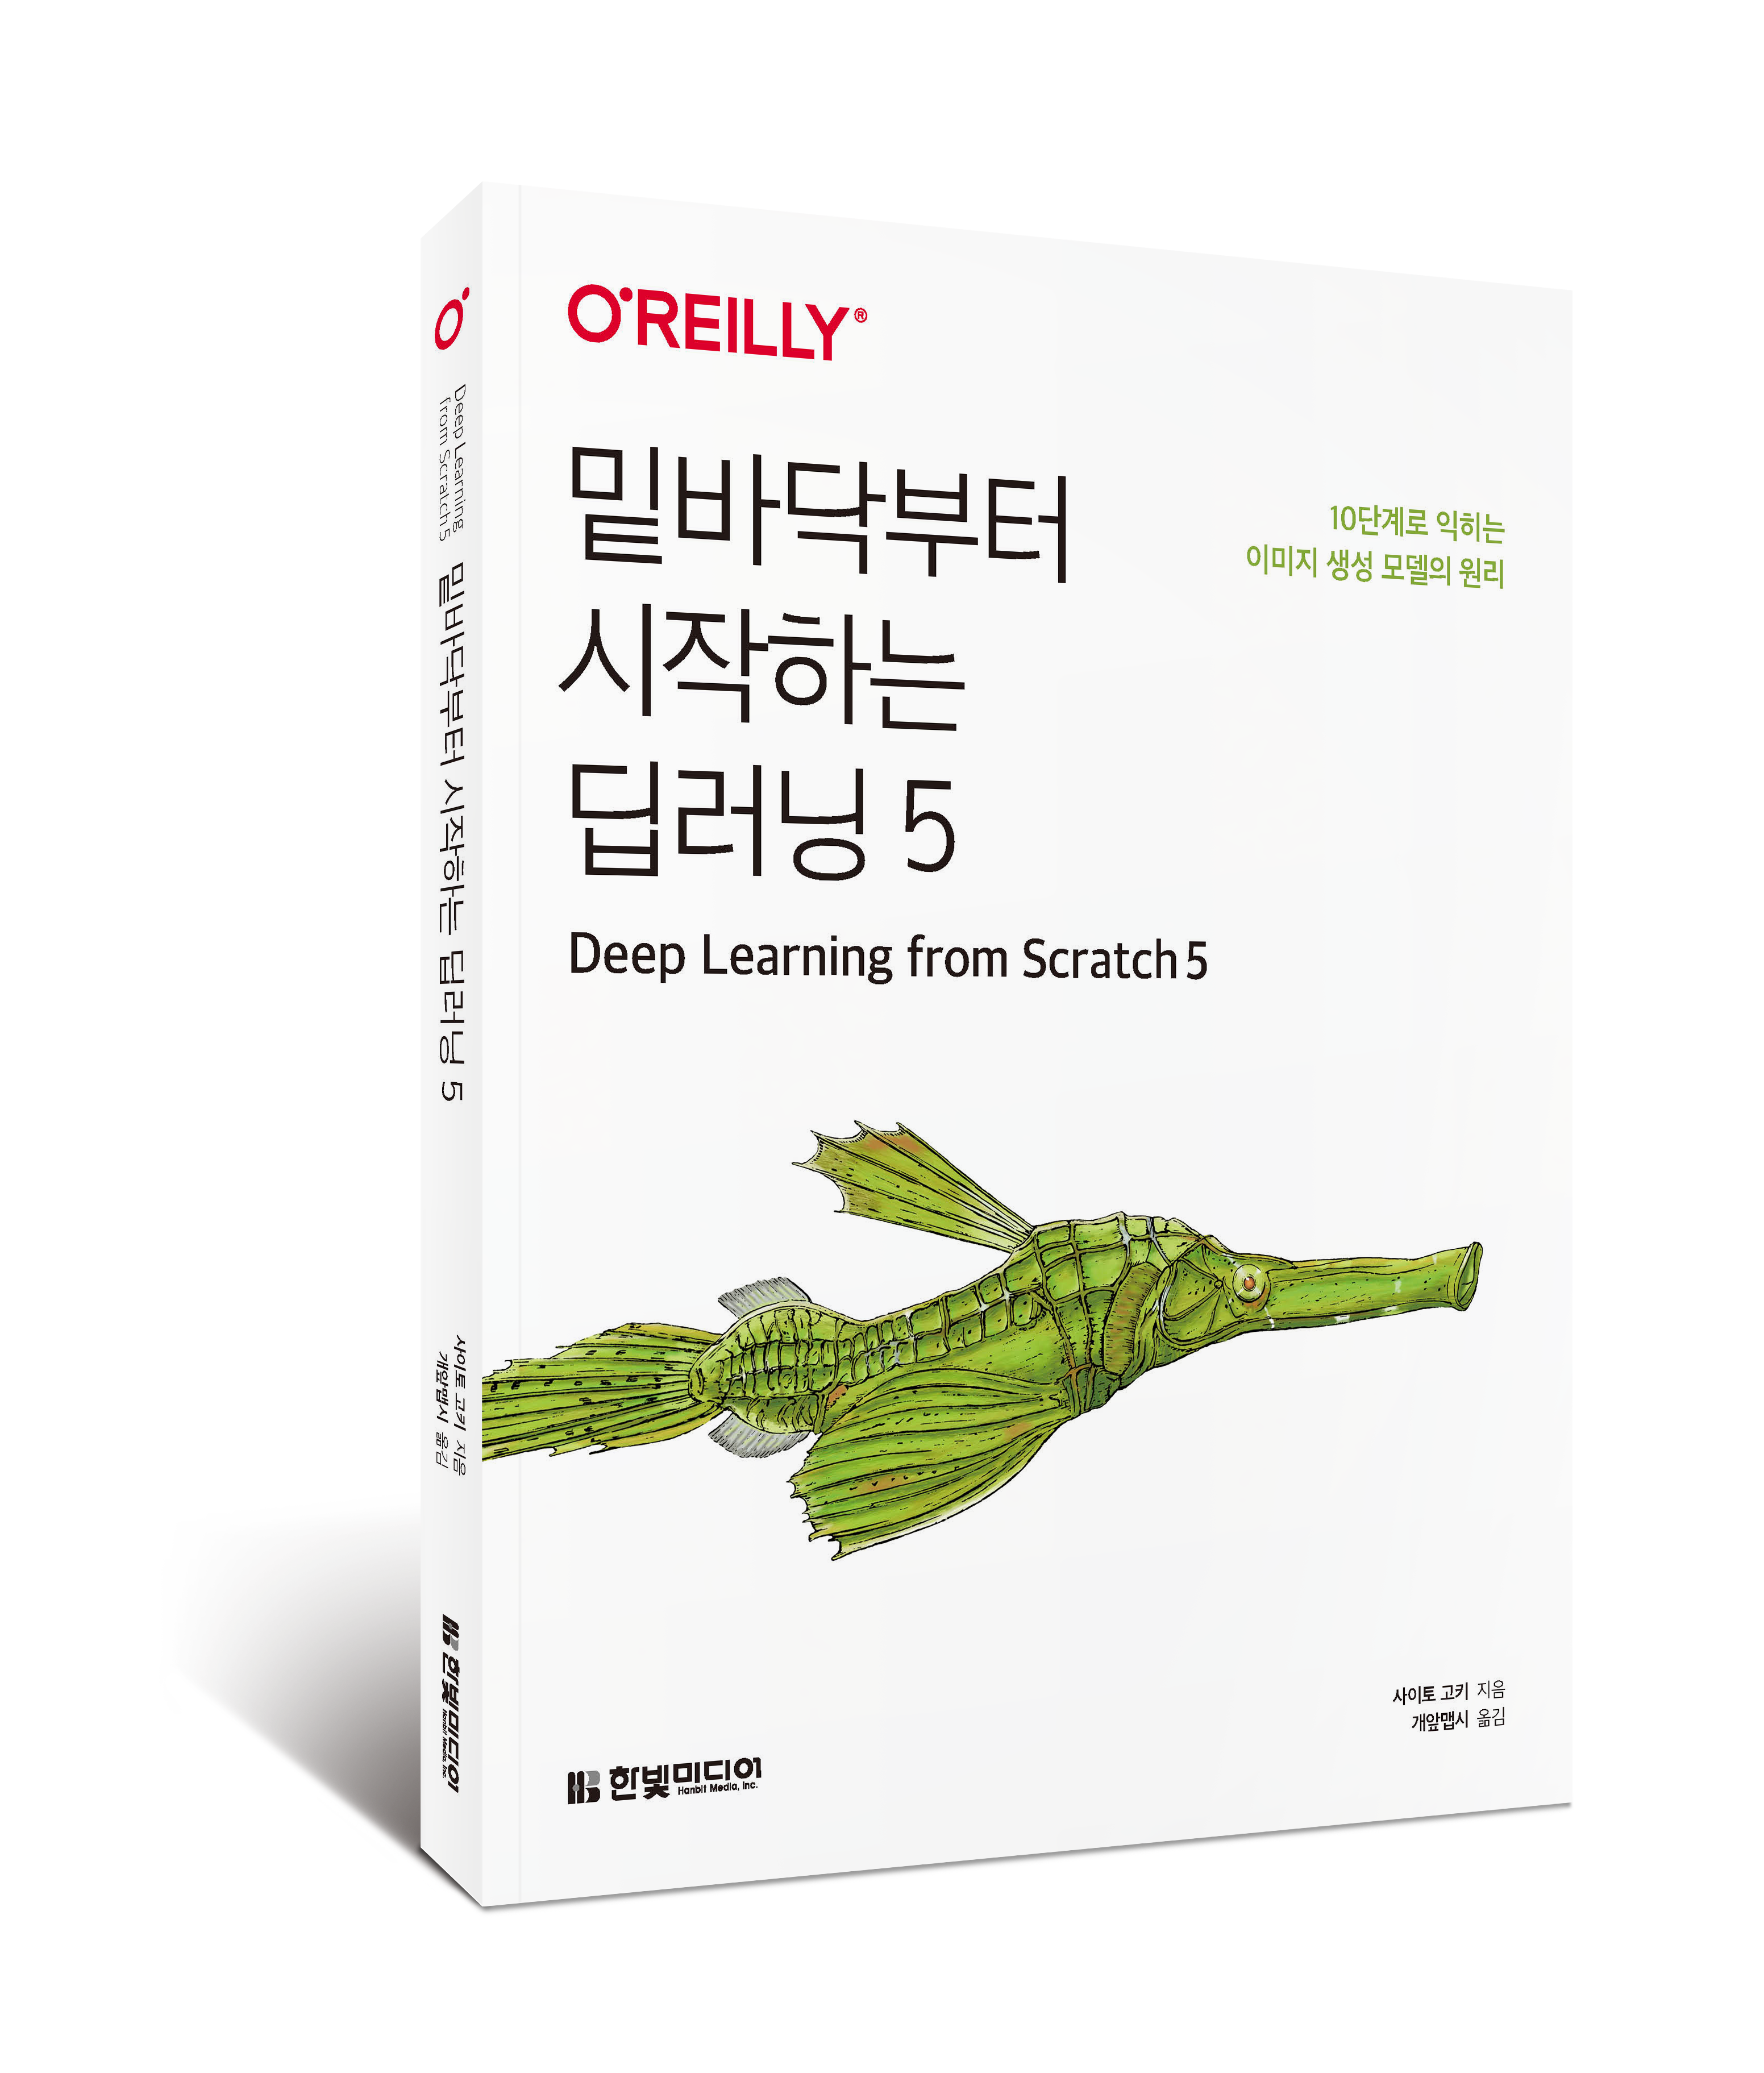 O'REILLY®
밑바닥부터
시작하는
딥러닝 5
Deep Learning from Scratch 5
10단계로 익히는
이미지 생성 모델의 원리
사이토 고키 지음
개앞맵시 옮김
한빛미디어
Hanbit Media, Inc.
Deep Learning
from Scratch 5
밑바닥부터 시작하는 딥러닝 5
사이토 고키 지음
개앞맵시 옮김
한빛미디어
Hanbit Media, Inc.